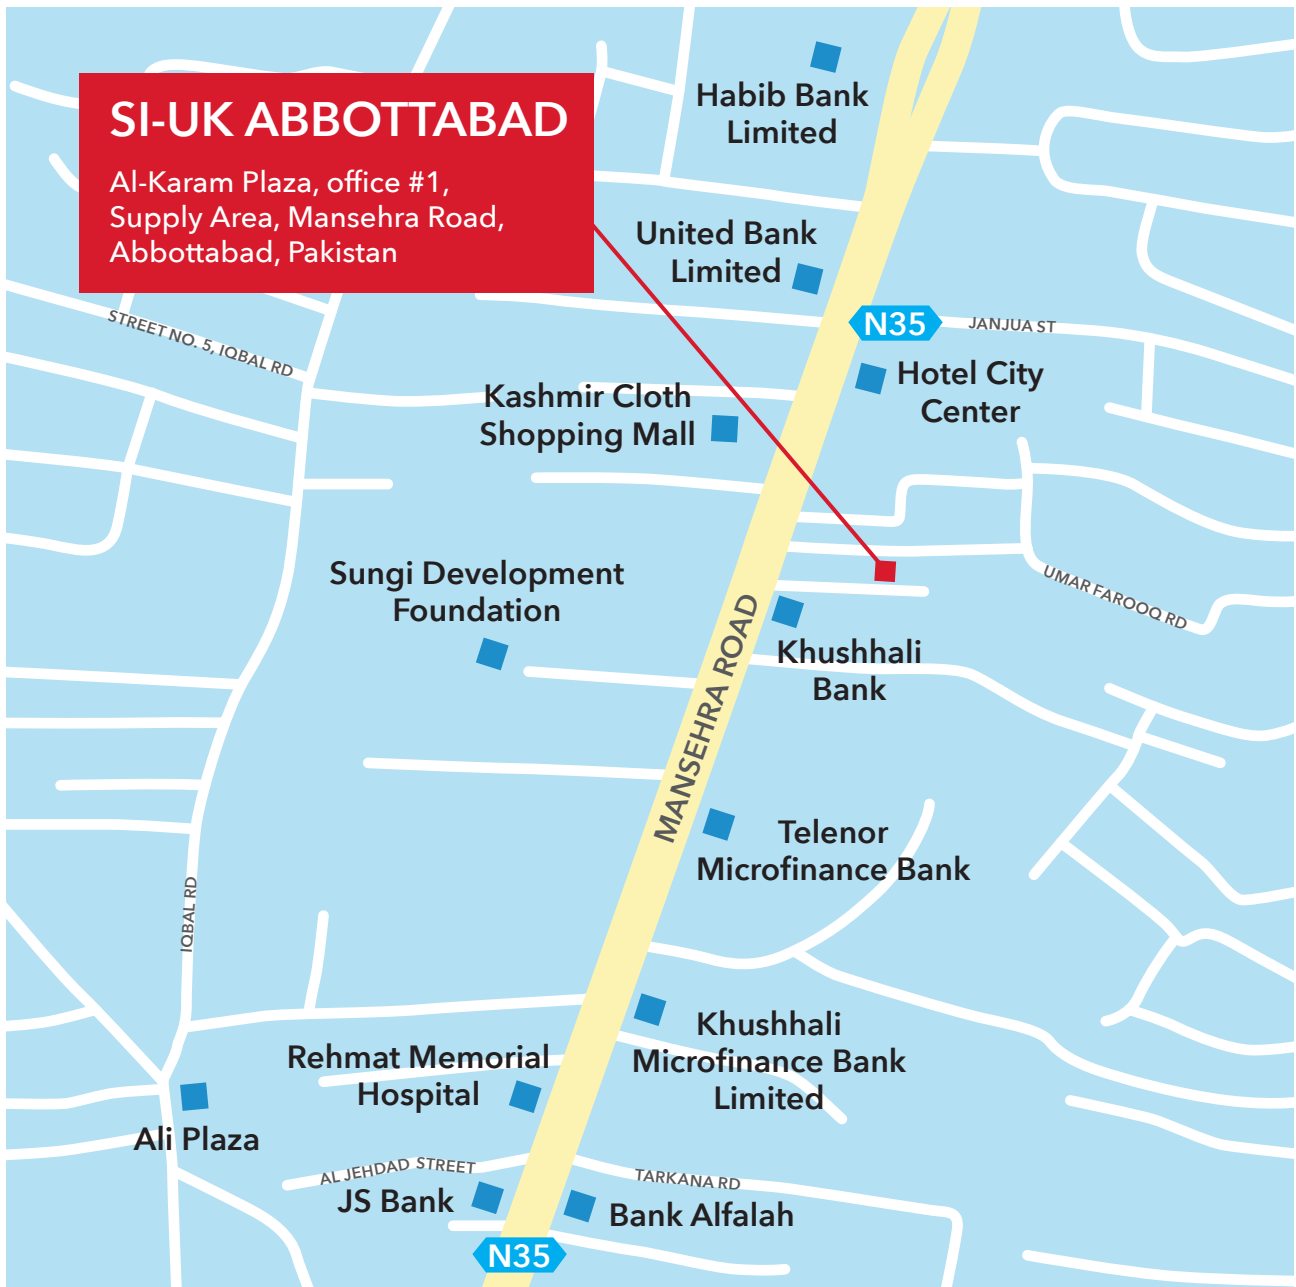 Habib Bank
Limited
SI-UK ABBOTTABAD
Al-Karam Plaza, office #1,
Supply Area, Mansehra Road,
Abbottabad, Pakistan
United Bank
Limited
N35
JANJUA ST
STREET NO. 5, IQBAL RD
Hotel City
Center
Kashmir Cloth
Shopping Mall
Sungi Development
Foundation
UMAR FAROOQ RD
MANSEHRA ROAD
Khushhali
Bank
Telenor
Microfinance Bank
IQBAL RD
Khushhali
Microfinance Bank
Limited
Rehmat Memorial
Hospital
Ali Plaza
AL JEHDAD STREET
TARKANA RD
JS Bank
Bank Alfalah
N35